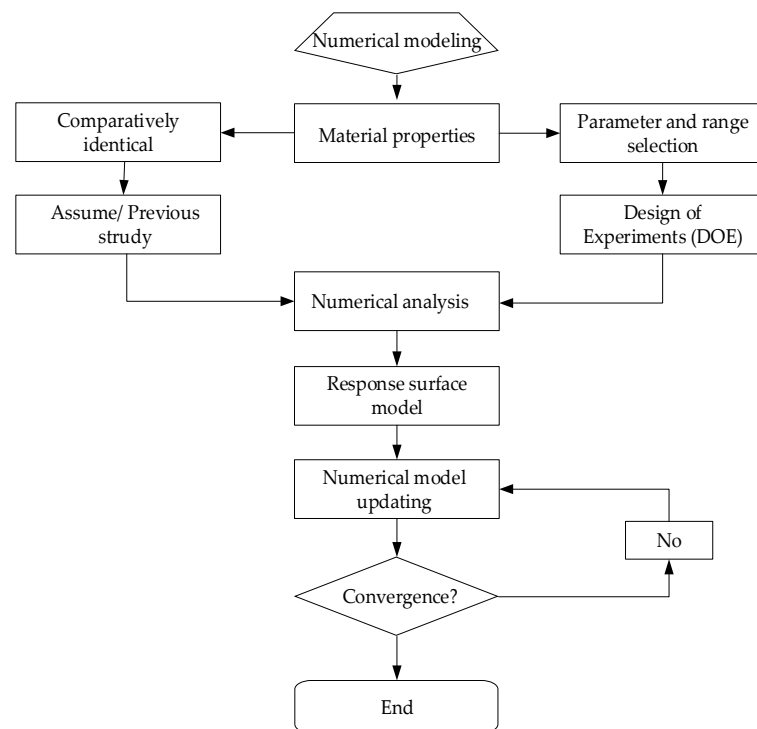 Numerical modeling
Comparatively
identical
Material properties
Parameter and range
selection
Assume/ Previous
strudy
Design of
Experiments (DOE)
Numerical analysis
Response surface
model
Numerical model
updating
No
Convergence?
End